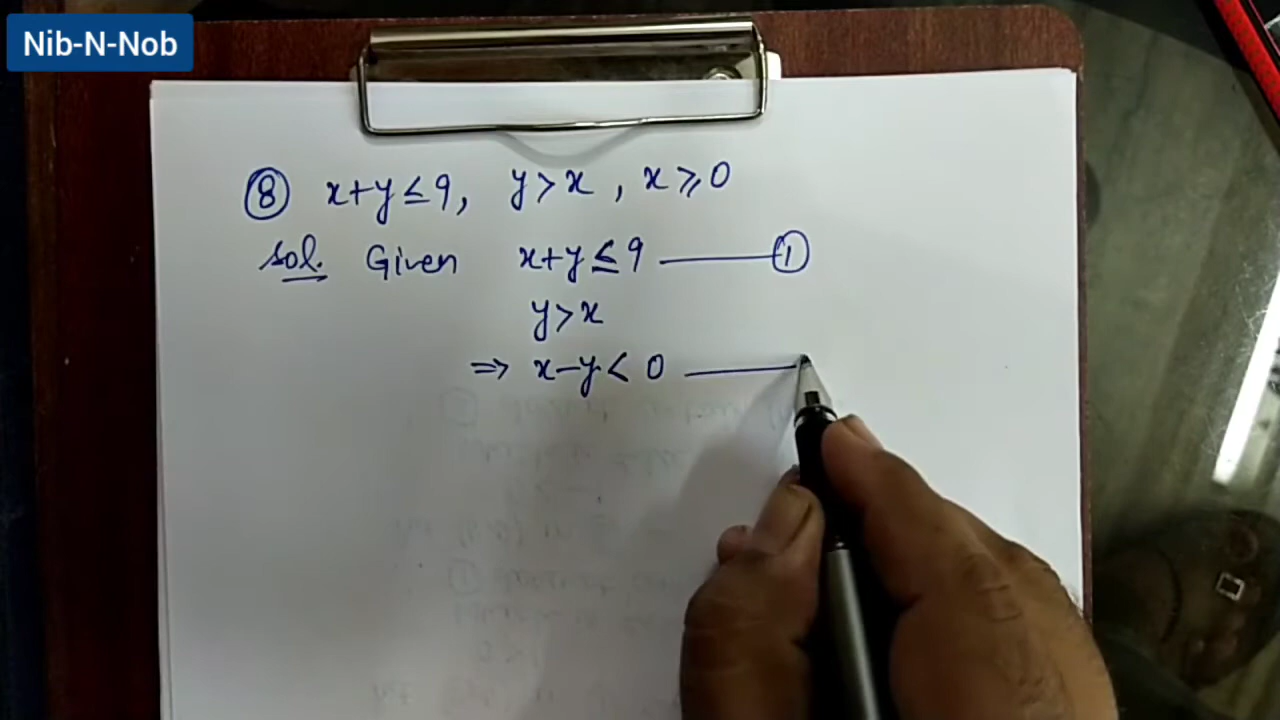 Nib-N-Nob
⑧ x+y≤9, y>x, x≥0
Sol. Given x+y≤9 —— ①
y>x
⇒ x-y<0 ——